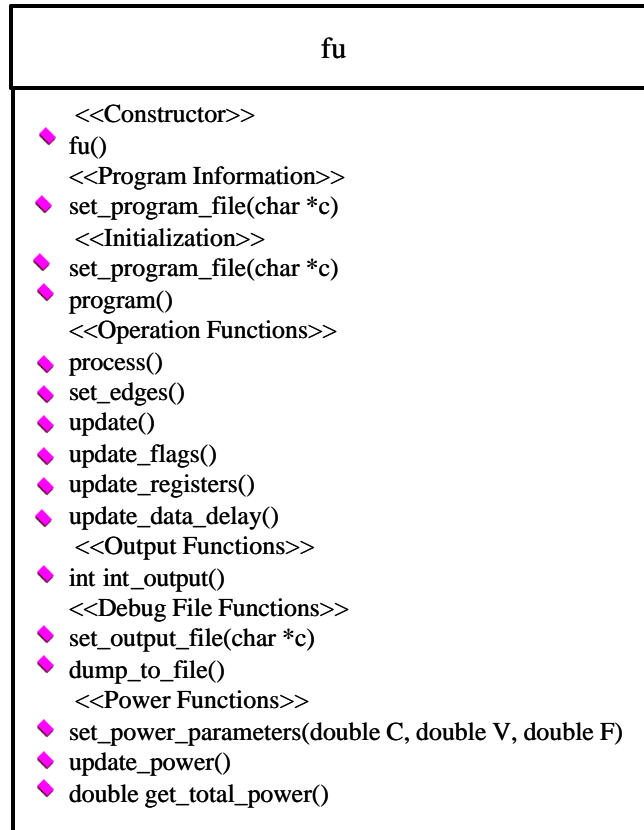 fu
<<Constructor>>
fu()
<<Program Information>>
set_program_file(char *c)
<<Initialization>>
set_program_file(char *c)
program()
<<Operation Functions>>
process()
set_edges()
update()
update_flags()
update_registers()
update_data_delay()
<<Output Functions>>
int int_output()
<<Debug File Functions>>
set_output_file(char *c)
dump_to_file()
<<Power Functions>>
set_power_parameters(double C, double V, double F)
update_power()
double get_total_power()